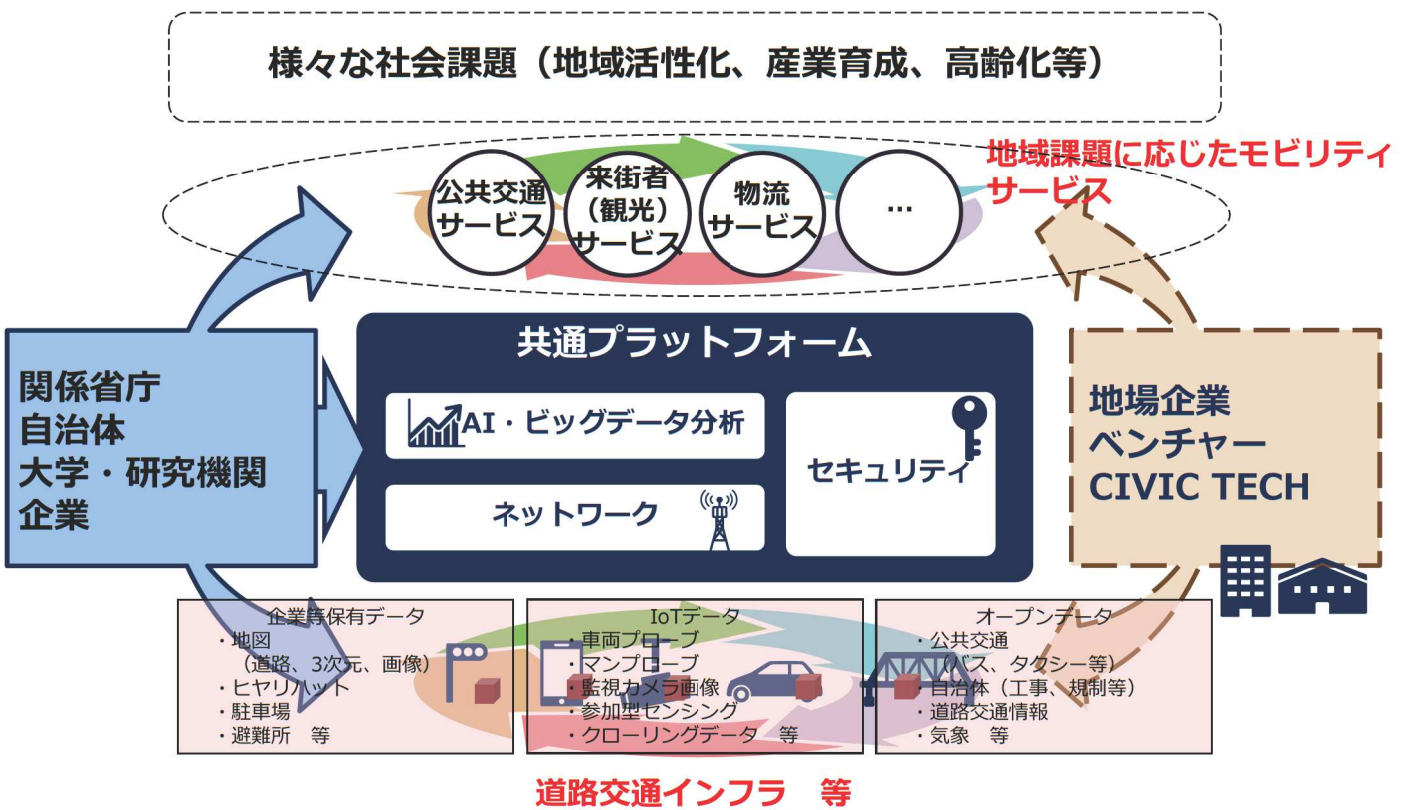 様々な社会課題（地域活性化、産業育成、高齢化等）
地域課題に応じたモビリティ
サービス
公共交通
サービス
来街者
（観光）
サービス
物流
サービス
…
共通プラットフォーム
AI・ビッグデータ分析
ネットワーク
セキュリティ
関係省庁
自治体
大学・研究機関
企業
地場企業
ベンチャー
CIVIC TECH
企業等保有データ
・地図
（道路、3次元、画像）
・ヒヤリハット
・駐車場
・避難所　等
IoTデータ
・車両プローブ
・マンプローブ
・監視カメラ画像
・参加型センシング
・クローリングデータ　等
オープンデータ
・公共交通
（バス、タクシー等）
・自治体（工事、規制等）
・道路交通情報
・気象　等
道路交通インフラ　等